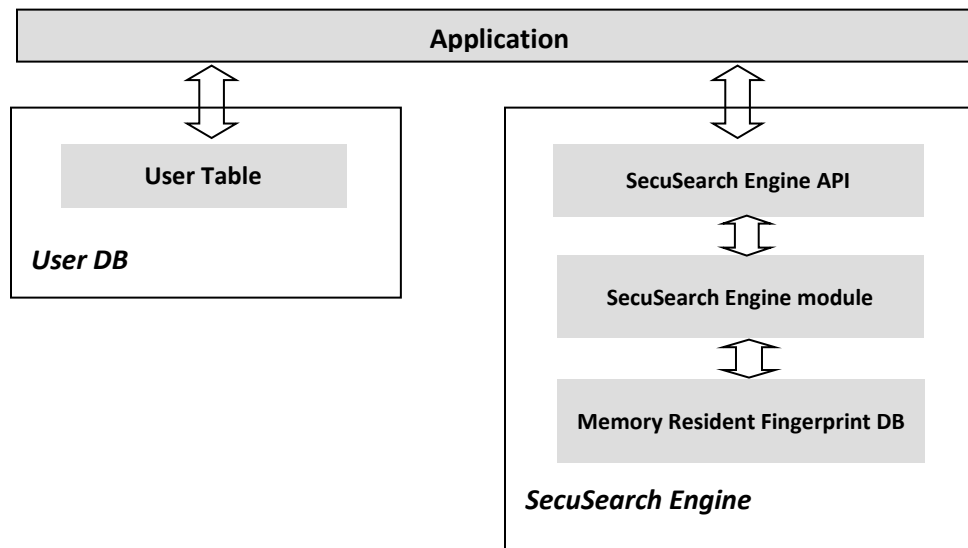 Application
User Table
User DB
SecuSearch Engine API
SecuSearch Engine module
Memory Resident Fingerprint DB
SecuSearch Engine